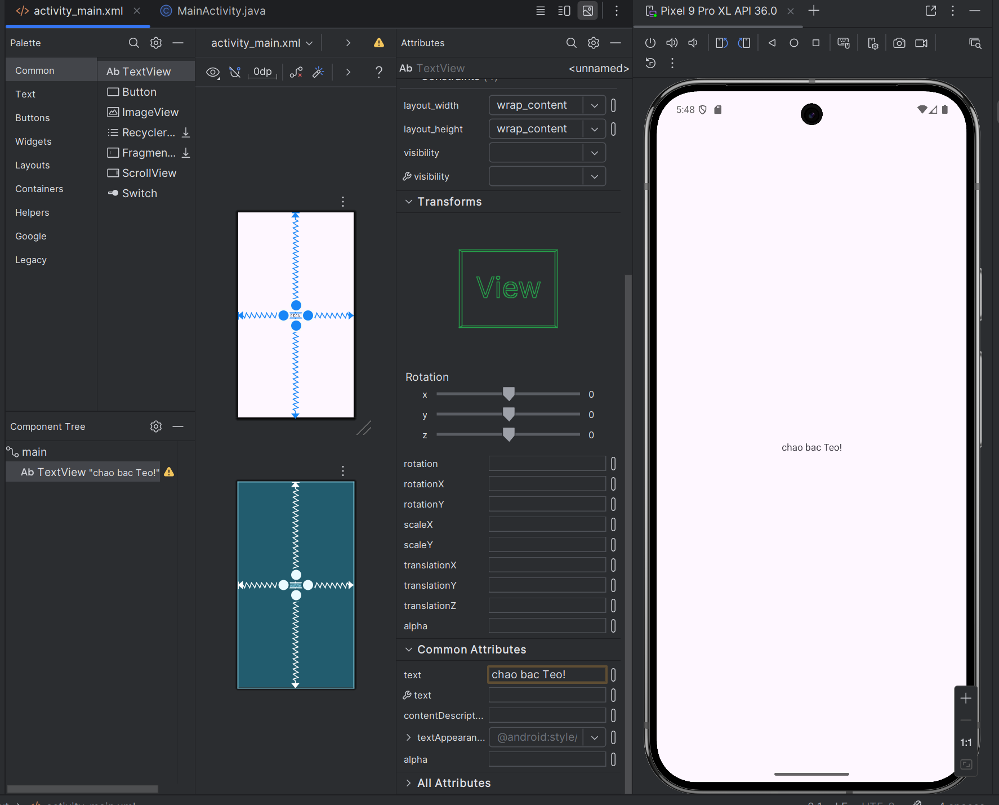 activity_main.xml
MainActivity.java
Pixel 9 Pro XL API 36.0
Palette
activity_main.xml
Attributes
Common
Text
Buttons
Widgets
Layouts
Containers
Helpers
Google
Legacy
Ab TextView
Button
ImageView
Recycler...
Fragmen...
ScrollView
Switch
0dp
?
Ab TextView
<unnamed>
layout_width
wrap_content
layout_height
wrap_content
visibility
visibility
Transforms
View
Rotation
x
0
y
0
z
0
rotation
rotationX
rotationY
scaleX
scaleY
translationX
translationY
translationZ
alpha
Common Attributes
text
chao bac Teo!
text
contentDescript...
textAppearan...
@android:style/
alpha
All Attributes
Component Tree
main
Ab TextView "chao bac Teo!"
5:48
chao bac Teo!
1:1